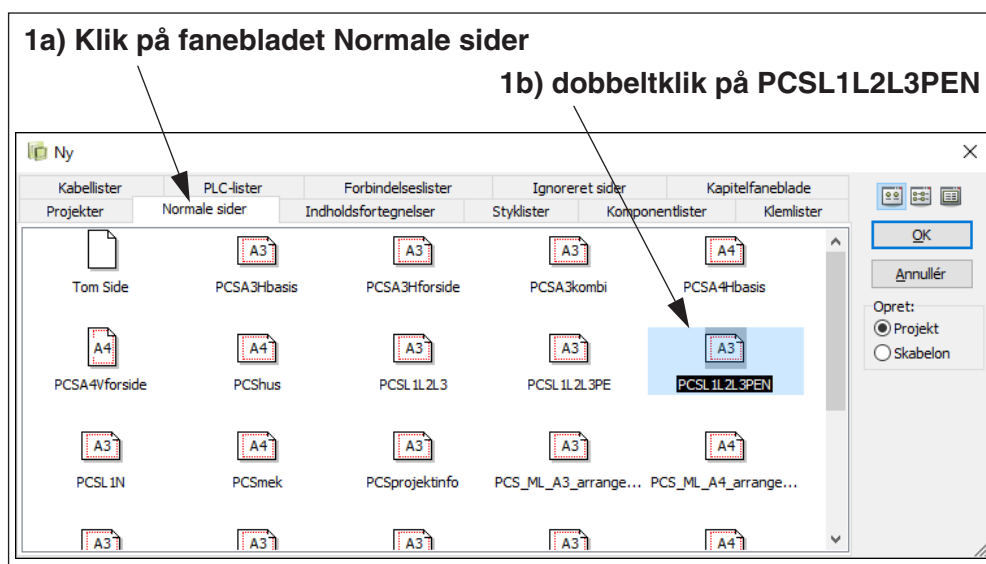 1a) Klik på fanebladet Normale sider
1b) dobbeltklik på PCSL1L2L3PEN
Ny
Kabellister PLC-lister Forbindelseslister Ignoreret sider Kapitelfaneblade
Projekter Normale sider Indholdsfortegnelser Styklister Komponentlister Klemlister
A3 A3 A3 A4
Tom Side PCSA3Hbasis PCSA3Hforside PCSA3kombi PCSA4Hbasis
A4 A4 A3 A3 A3
PCSA4Vforside PCShus PCSL1L2L3 PCSL1L2L3PE PCSL1L2L3PEN
A3 A4 A3 A3 A4
PCSL1N PCSmek PCSprojektinfo PCS_ML_A3_arrange... PCS_ML_A4_arrange...
A3 A3 A3 A3 A4
OK
Annullér
Opret:
Projekt
Skabelon